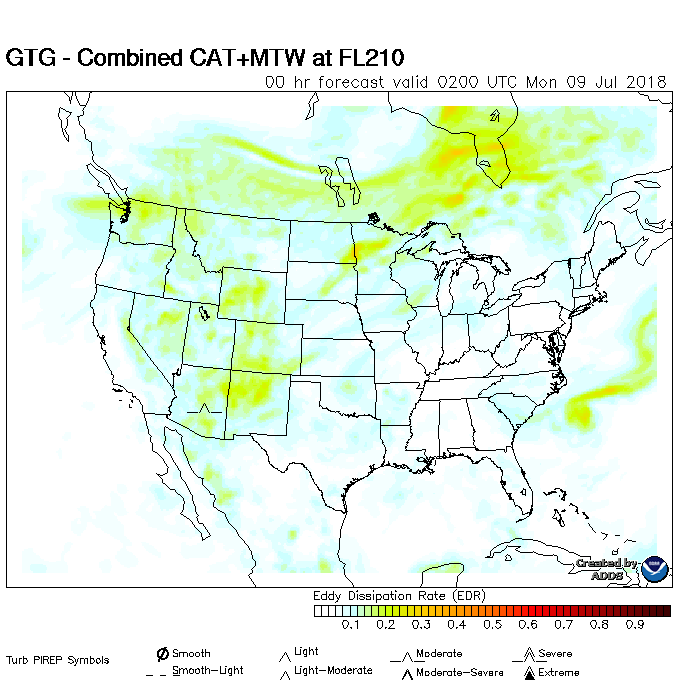 GTG - Combined CAT+MTW at FL210
00 hr forecast valid 0200 UTC Mon 09 Jul 2018
Created by
ADDS
Eddy Dissipation Rate (EDR)
0.1 0.2 0.3 0.4 0.5 0.6 0.7 0.8 0.9
Turb PIREP Symbols
Smooth Light Moderate Severe
Smooth-Light Light-Moderate Moderate-Severe Extreme